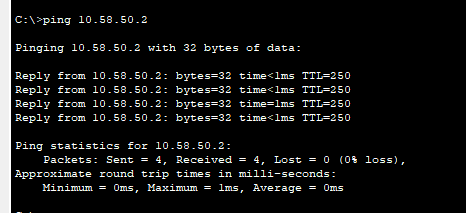 C:\>ping 10.58.50.2
Pinging 10.58.50.2 with 32 bytes of data:
Reply from 10.58.50.2: bytes=32 time<1ms TTL=250
Reply from 10.58.50.2: bytes=32 time<1ms TTL=250
Reply from 10.58.50.2: bytes=32 time=1ms TTL=250
Reply from 10.58.50.2: bytes=32 time<1ms TTL=250
Ping statistics for 10.58.50.2:
    Packets: Sent = 4, Received = 4, Lost = 0 (0% loss),
Approximate round trip times in milli-seconds:
    Minimum = 0ms, Maximum = 1ms, Average = 0ms